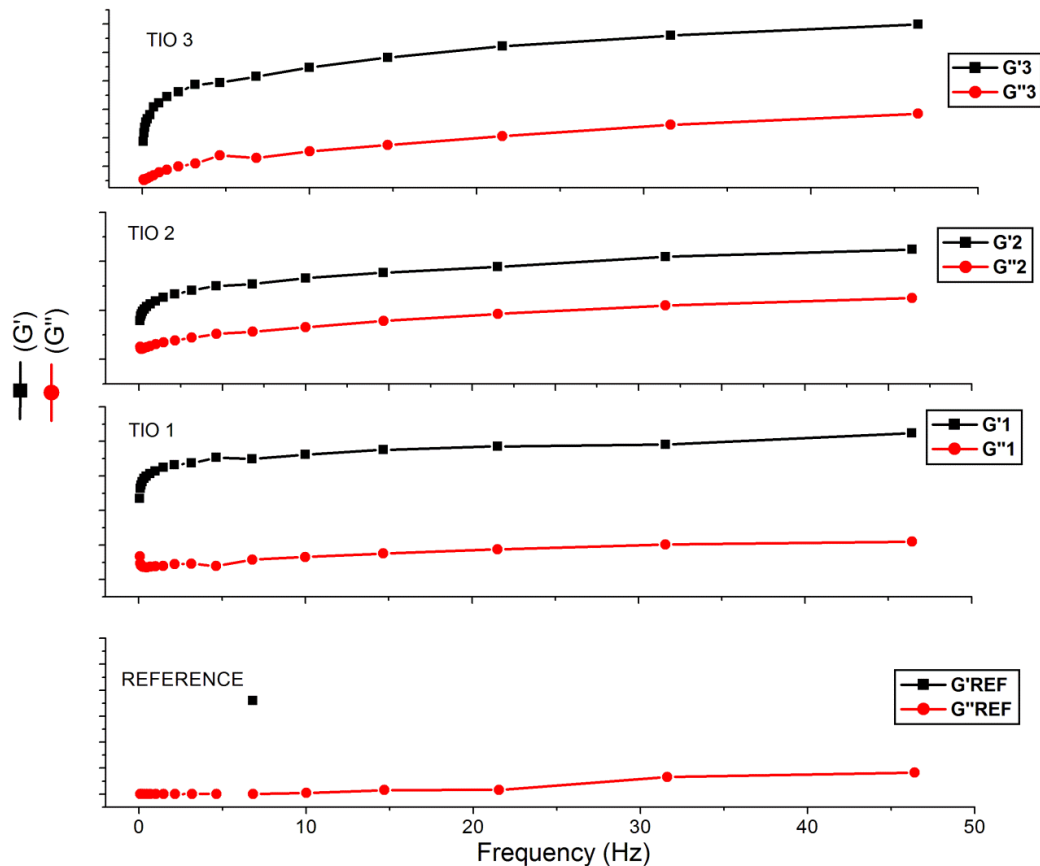 TIO 3
G'3
G''3
TIO 2
G'2
G''2
(G')
(G'')
TIO 1
G'1
G''1
REFERENCE
G'REF
G''REF
0 10 20 30 40 50
Frequency (Hz)